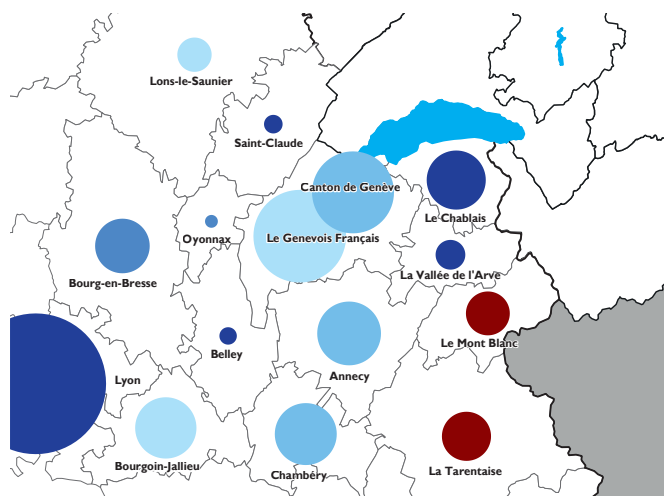 Lons-le-Saunier
Saint-Claude
Canton de Genève
Le Chablais
Oyonnax
Le Genevois Français
La Vallée de l'Arve
Bourg-en-Bresse
Le Mont Blanc
Belley
Annecy
Lyon
Bourgoin-Jallieu
Chambéry
La Tarentaise